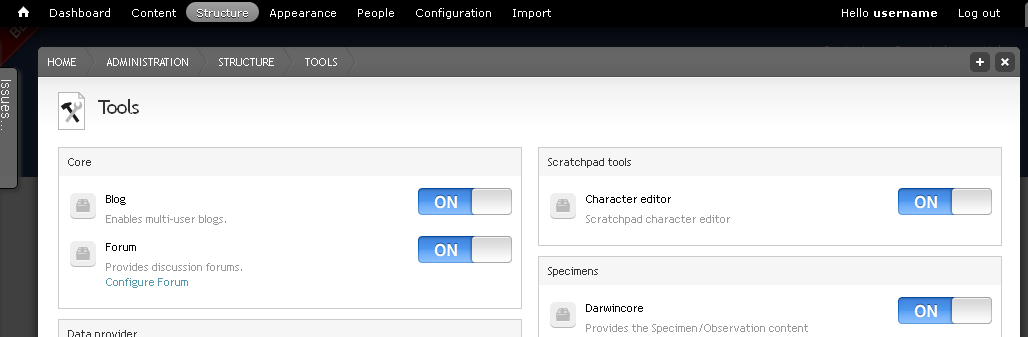 Dashboard Content Structure Appearance People Configuration Import Hello username Log out
HOME ADMINISTRATION STRUCTURE TOOLS
Issues...
Tools
Core
Blog ON
Enables multi-user blogs.
Forum ON
Provides discussion forums.
Configure Forum
Data provider
Scratchpad tools
Character editor ON
Scratchpad character editor
Specimens
Darwincore ON
Provides the Specimen/Observation content